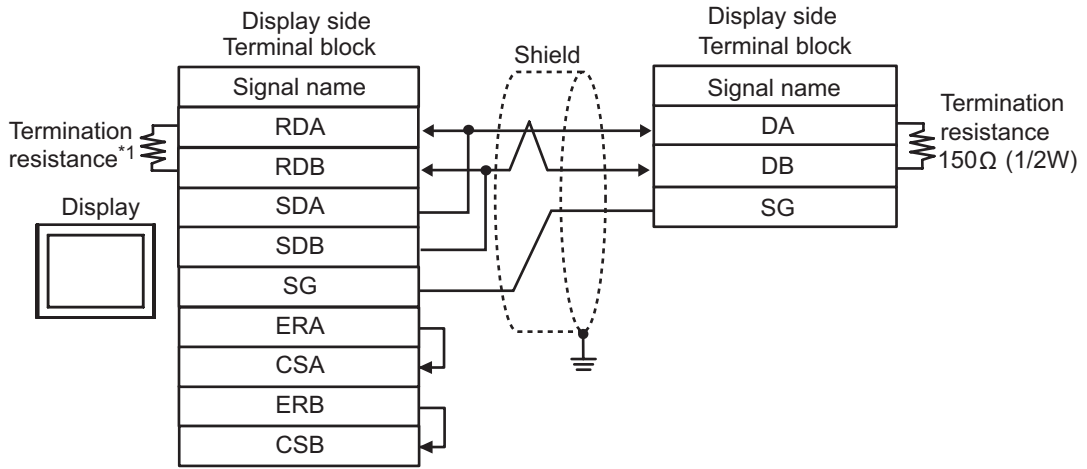 Display side
Terminal block
Signal name
RDA
RDB
SDA
SDB
SG
ERA
CSA
ERB
CSB
Termination
resistance*1
Display
Shield
Display side
Terminal block
Signal name
DA
DB
SG
Termination
resistance
150Ω (1/2W)